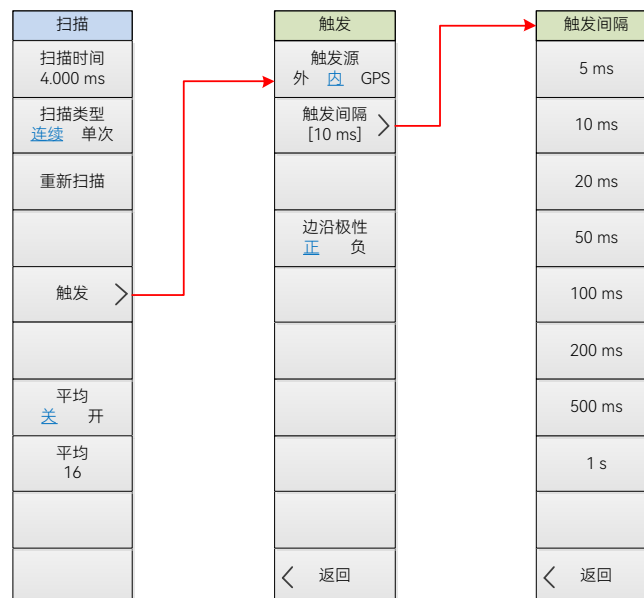 扫描
扫描时间
4.000 ms
扫描类型
连续 单次
重新扫描
触发
平均
关 开
平均
16
触发
触发源
外 内 GPS
触发间隔
[10 ms]
边沿极性
正 负
返回
触发间隔
5 ms
10 ms
20 ms
50 ms
100 ms
200 ms
500 ms
1 s
返回